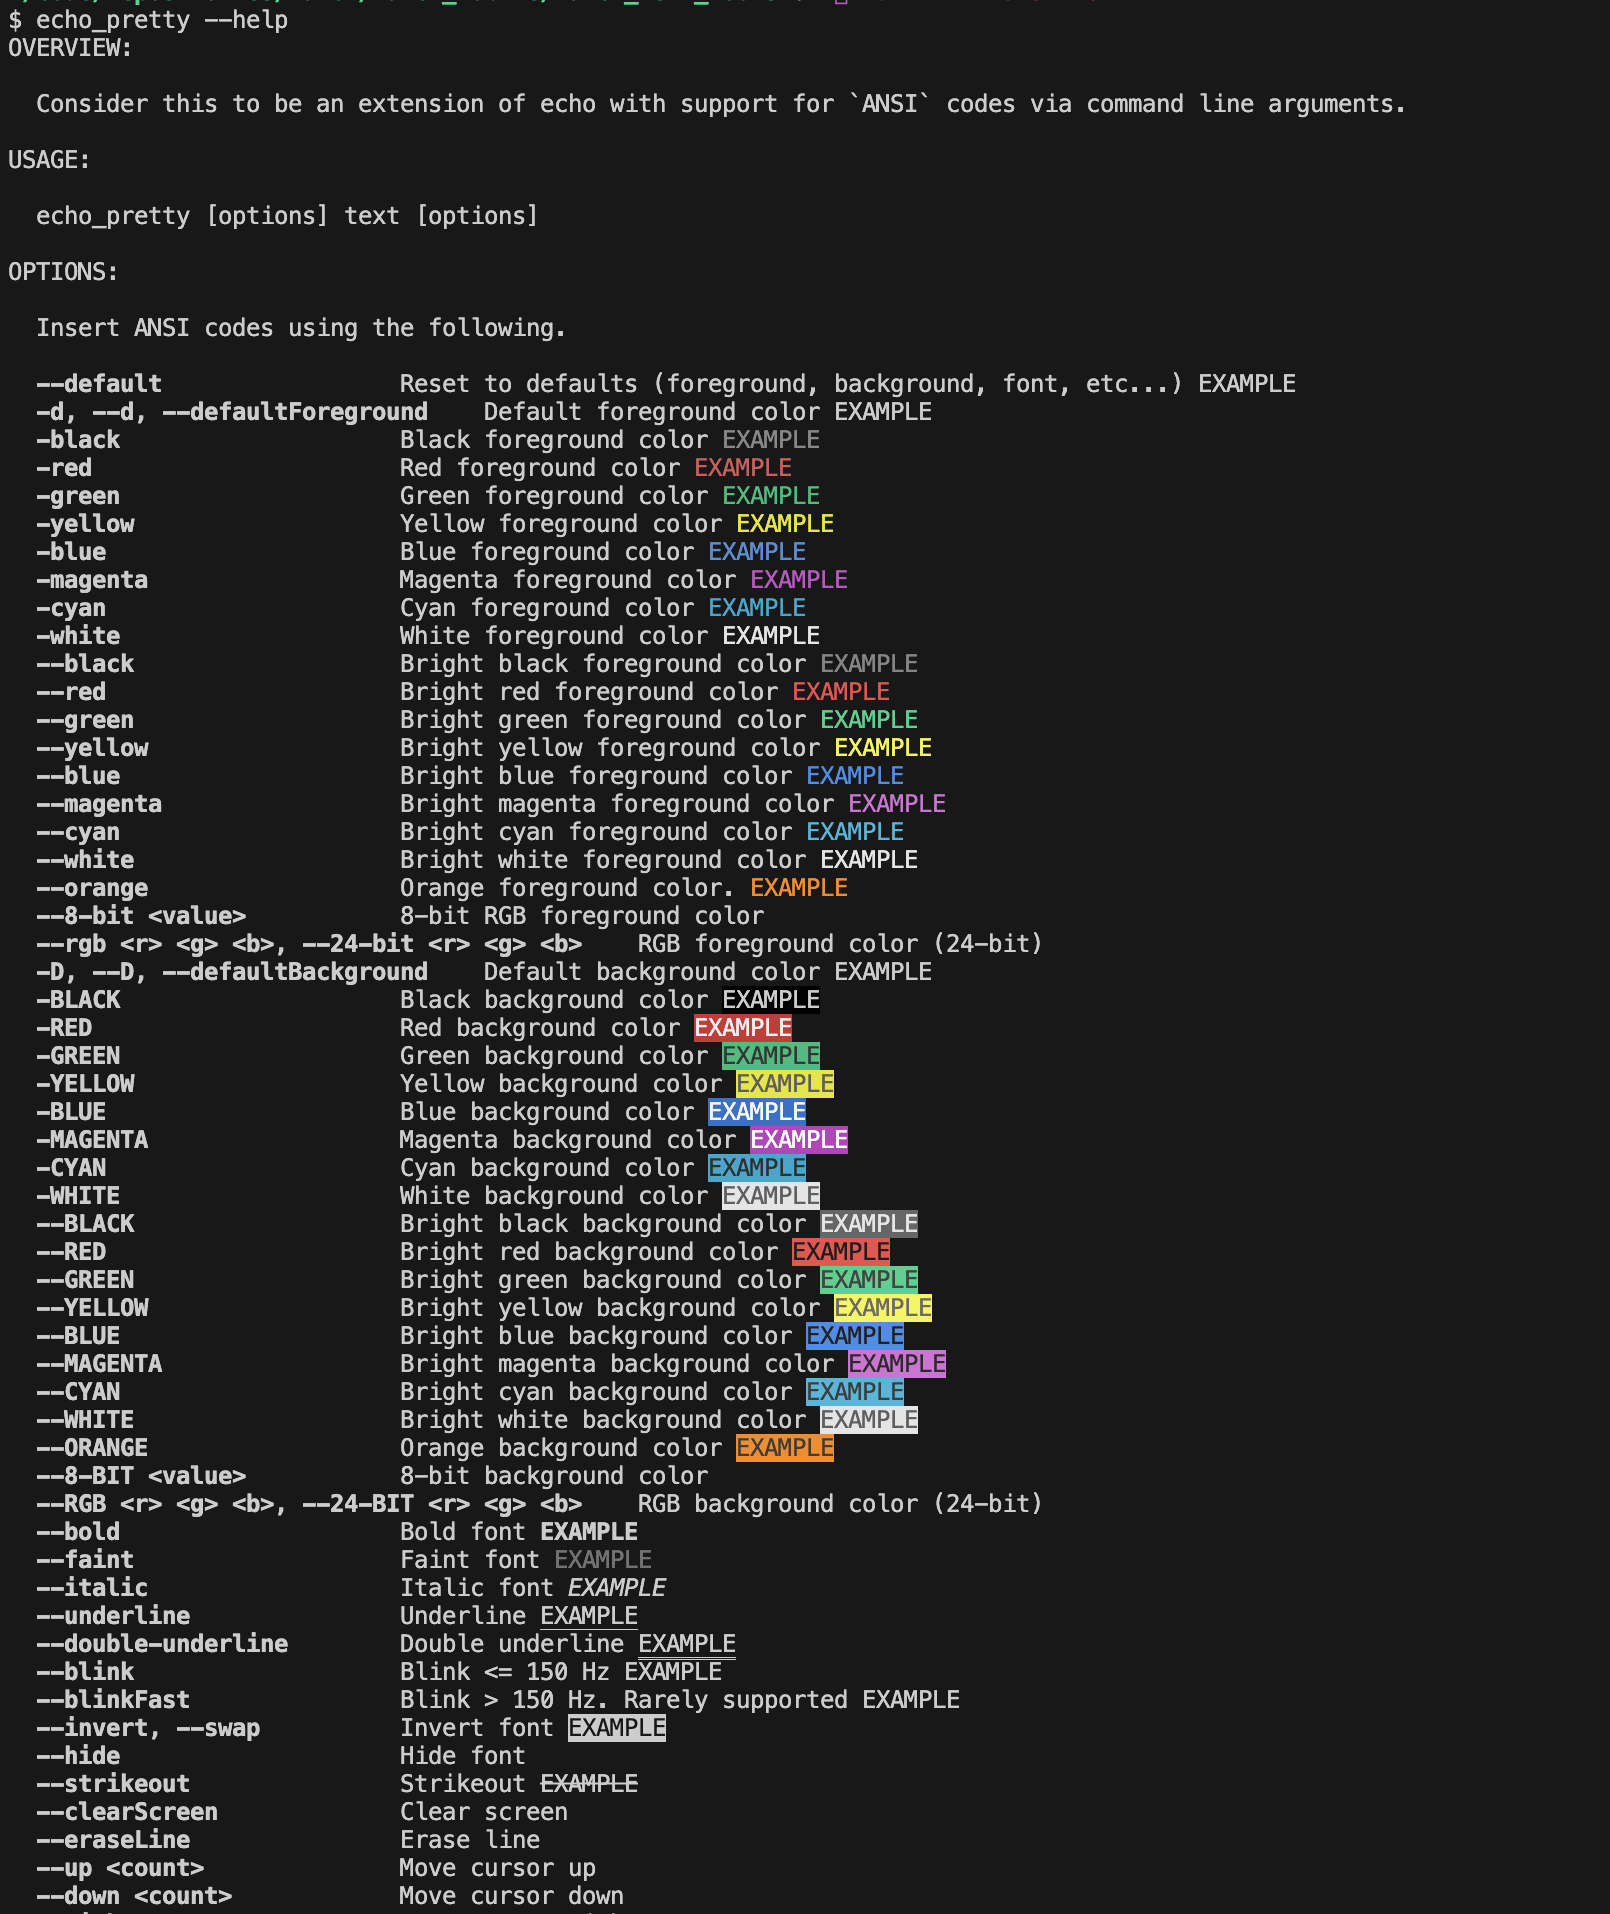 $ echo_pretty --help
OVERVIEW:
Consider this to be an extension of echo with support for `ANSI` codes via command line arguments.
USAGE:
echo_pretty [options] text [options]
OPTIONS:
Insert ANSI codes using the following.
--default Reset to defaults (foreground, background, font, etc...) EXAMPLE
-d, --d, --defaultForeground Default foreground color EXAMPLE
-black Black foreground color EXAMPLE
-red Red foreground color EXAMPLE
-green Green foreground color EXAMPLE
-yellow Yellow foreground color EXAMPLE
-blue Blue foreground color EXAMPLE
-magenta Magenta foreground color EXAMPLE
-cyan Cyan foreground color EXAMPLE
-white White foreground color EXAMPLE
--black Bright black foreground color EXAMPLE
--red Bright red foreground color EXAMPLE
--green Bright green foreground color EXAMPLE
--yellow Bright yellow foreground color EXAMPLE
--blue Bright blue foreground color EXAMPLE
--magenta Bright magenta foreground color EXAMPLE
--cyan Bright cyan foreground color EXAMPLE
--white Bright white foreground color EXAMPLE
--orange Orange foreground color. EXAMPLE
--8-bit <value> 8-bit RGB foreground color
--rgb <r> <g> <b>, --24-bit <r> <g> <b> RGB foreground color (24-bit)
-D, --D, --defaultBackground Default background color EXAMPLE
-BLACK Black background color EXAMPLE
-RED Red background color EXAMPLE
-GREEN Green background color EXAMPLE
-YELLOW Yellow background color EXAMPLE
-BLUE Blue background color EXAMPLE
-MAGENTA Magenta background color EXAMPLE
-CYAN Cyan background color EXAMPLE
-WHITE White background color EXAMPLE
--BLACK Bright black background color EXAMPLE
--RED Bright red background color EXAMPLE
--GREEN Bright green background color EXAMPLE
--YELLOW Bright yellow background color EXAMPLE
--BLUE Bright blue background color EXAMPLE
--MAGENTA Bright magenta background color EXAMPLE
--CYAN Bright cyan background color EXAMPLE
--WHITE Bright white background color EXAMPLE
--ORANGE Orange background color EXAMPLE
--8-BIT <value> 8-bit background color
--RGB <r> <g> <b>, --24-BIT <r> <g> <b> RGB background color (24-bit)
--bold Bold font EXAMPLE
--faint Faint font EXAMPLE
--italic Italic font EXAMPLE
--underline Underline EXAMPLE
--double-underline Double underline EXAMPLE
--blink Blink <= 150 Hz EXAMPLE
--blinkFast Blink > 150 Hz. Rarely supported EXAMPLE
--invert, --swap Invert font EXAMPLE
--hide Hide font
--strikeout Strikeout EXAMPLE
--clearScreen Clear screen
--eraseLine Erase line
--up <count> Move cursor up
--down <count> Move cursor down